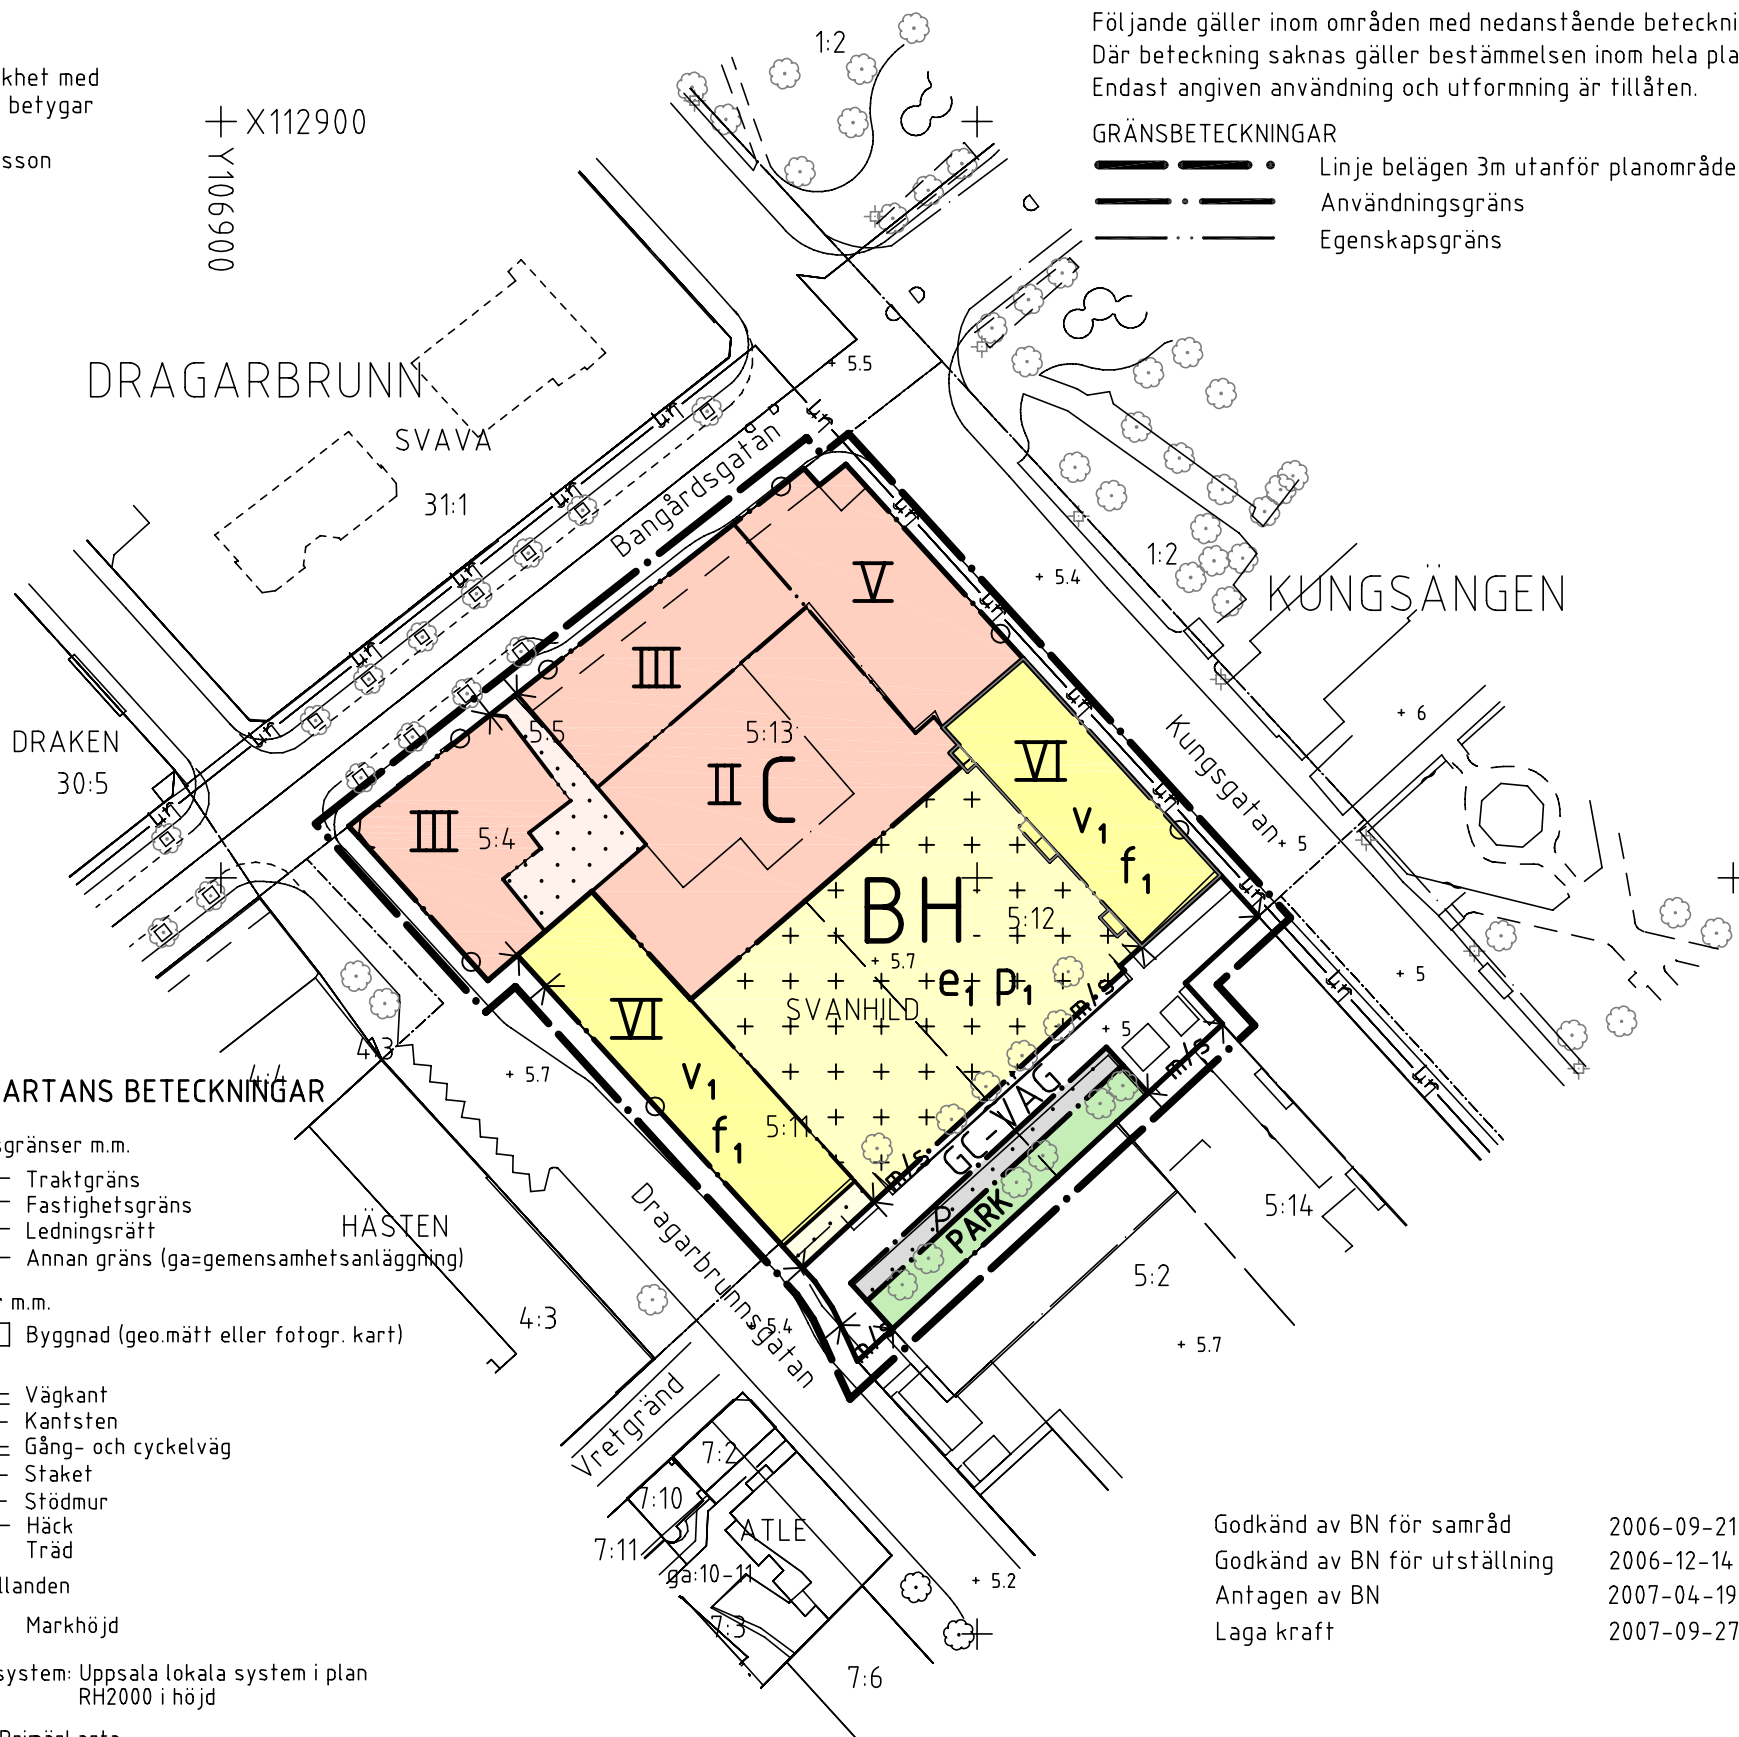 Följande gäller inom områden med nedanstående beteckni
Där beteckning saknas gäller bestämmelsen inom hela pla
Endast angiven användning och utformning är tillåten.
GRÄNSBETECKNINGAR
Linje belägen 3m utanför planområde
Användningsgräns
Egenskapsgräns
khet med
betygar
sson
X112900
Y106900
1:2
DRAGARBRUNN
SVAVA
31:1
Bangårdsgatan
+ 5.5
+ 5.4
1:2
KUNGSÄNGEN
DRAKEN
30:5
V
III
5.5
5:13
II C
III
5:4
VI
v1
f1
Kungsgatan
+ 6
+ 5
+ 5
BH
5:12
+ 5.7
e1 p1
SVANHILD
m/s
+ 5
m/s
VI
v1
f1
5:11
m/s
GC-VÄG
PARK
P
m/s
4:3
4:4
+ 5.7
ARTANS BETECKNINGAR
sgränser m.m.
Traktgräns
Fastighetsgräns
Ledningsrätt
Annan gräns (ga=gemensamhetsanläggning)
r m.m.
Byggnad (geo.mätt eller fotogr. kart)
Vägkant
Kantsten
Gång- och cyckelväg
Staket
Stödmur
Häck
Träd
llanden
Markhöjd
system: Uppsala lokala system i plan
RH2000 i höjd
HÄSTEN
4:3
Dragarbrunnsgatan
5.4
Vretgränd
5:14
5:2
+ 5.7
7:2
7:10
7:11
ATLE
ga:10-11
7:3
7:6
+ 5.2
Godkänd av BN för samråd 2006-09-21
Godkänd av BN för utställning 2006-12-14
Antagen av BN 2007-04-19
Laga kraft 2007-09-27